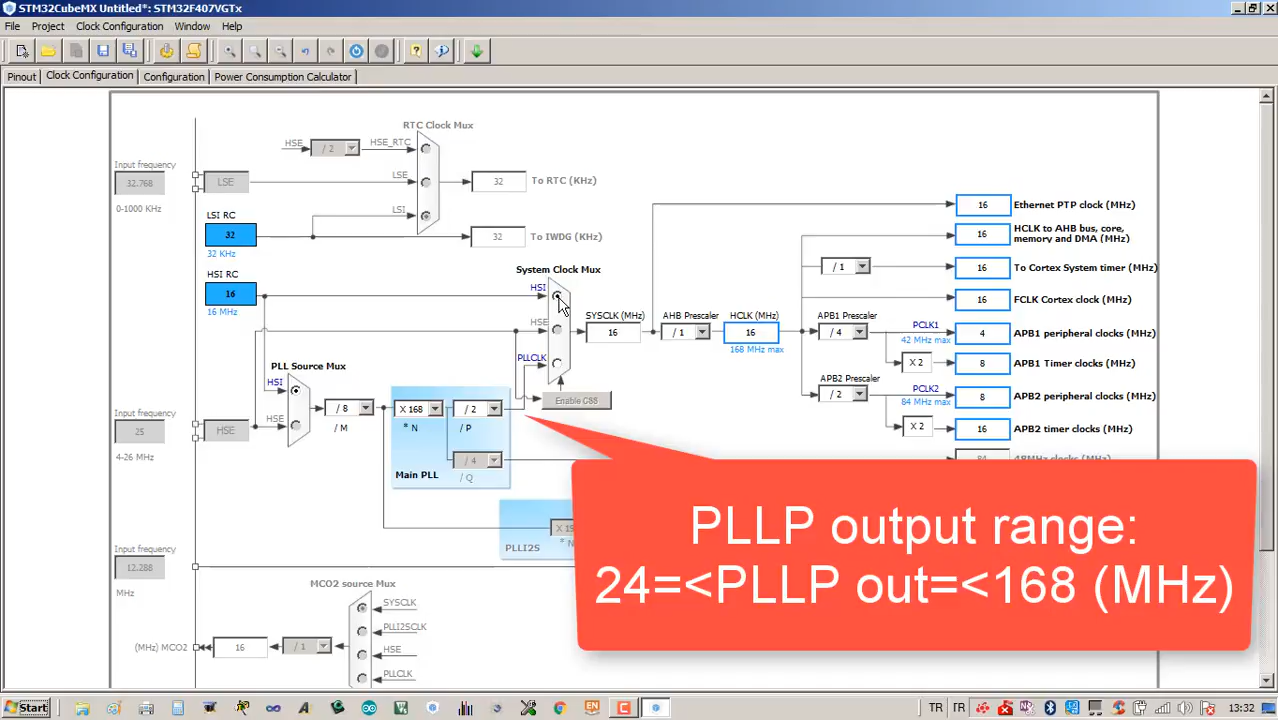 STM32CubeMX Untitled*: STM32F407VGTx
File Project Clock Configuration Window Help
Pinout Clock Configuration Configuration Power Consumption Calculator
RTC Clock Mux
HSE / 2 HSE_RTC
Input frequency
32.768 LSE LSE 32 To RTC (KHz)
0-1000 KHz
LSI RC LSI
32 32 To IWDG (KHz)
32 KHz
HSI RC
16
16 MHz
System Clock Mux
HSI
HSE
PLLCLK
Enable CSS
SYSCLK (MHz) AHB Prescaler HCLK (MHz) APB1 Prescaler
16 / 1 16 / 4
168 MHz max
16 Ethernet PTP clock (MHz)
16 HCLK to AHB bus, core,
memory and DMA (MHz)
/ 1 16 To Cortex System timer (MHz)
16 FCLK Cortex clock (MHz)
PCLK1 4 APB1 peripheral clocks (MHz)
42 MHz max
X 2 8 APB1 Timer clocks (MHz)
APB2 Prescaler
/ 2 PCLK2 8 APB2 peripheral clocks (MHz)
84 MHz max
X 2 16 APB2 timer clocks (MHz)
84 48MHz clocks (MHz)
PLL Source Mux
HSI
HSE
/ 8
/ M
X 168 / 2
* N / P
/ 4
Main PLL / Q
Input frequency
25 HSE
4-26 MHz
PLLI2S
* N
Input frequency
12.288
MHz
MCO2 source Mux
SYSCLK
PLLI2SCLK
HSE
PLLCLK
(MHz) MCO2 16 / 1
PLLP output range:
24=<PLLP out=<168 (MHz)
Start EN TR IR 13:32